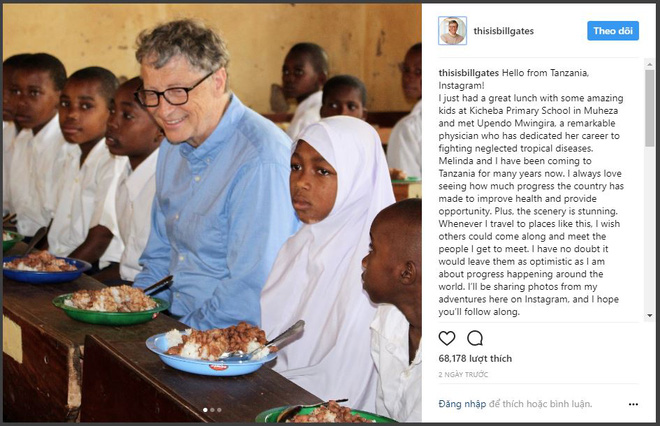 thisisbillgates
Theo dõi
thisisbillgates Hello from Tanzania,
Instagram!
I just had a great lunch with some amazing
kids at Kicheba Primary School in Muheza
and met Upendo Mwingira, a remarkable
physician who has dedicated her career to
fighting neglected tropical diseases.
Melinda and I have been coming to
Tanzania for many years now. I always love
seeing how much progress the country has
made to improve health and provide
opportunity. Plus, the scenery is stunning.
Whenever I travel to places like this, I wish
others could come along and meet the
people I get to meet. I have no doubt it
would leave them as optimistic as I am
about progress happening around the
world. I'll be sharing photos from my
adventures here on Instagram, and I hope
you'll follow along.
68,178 lượt thích
2 NGÀY TRƯỚC
Đăng nhập để thích hoặc bình luận.